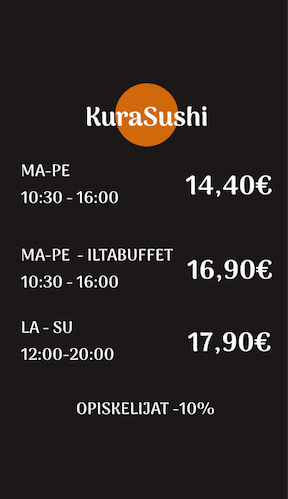 KuraSushi
MA-PE
10:30 - 16:00
14,40€
MA-PE - ILTABUFFET
10:30 - 16:00
16,90€
LA - SU
12:00-20:00
17,90€
OPISKELIJAT -10%